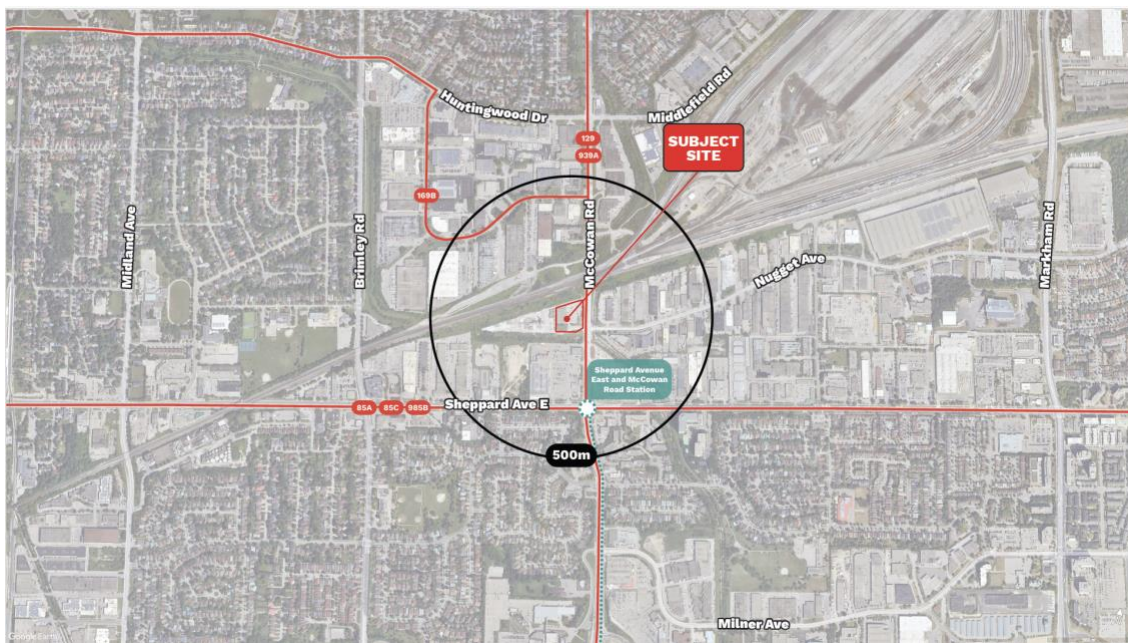 Huntingwood Dr
Middlefield Rd
129
939A
SUBJECT
SITE
169B
Midland Ave
Brimley Rd
McCowan Rd
Nugget Ave
Markham Rd
Sheppard Avenue
East and McCowan
Road Station
85A
85C
985B
Sheppard Ave E
500m
Milner Ave
Google Earth